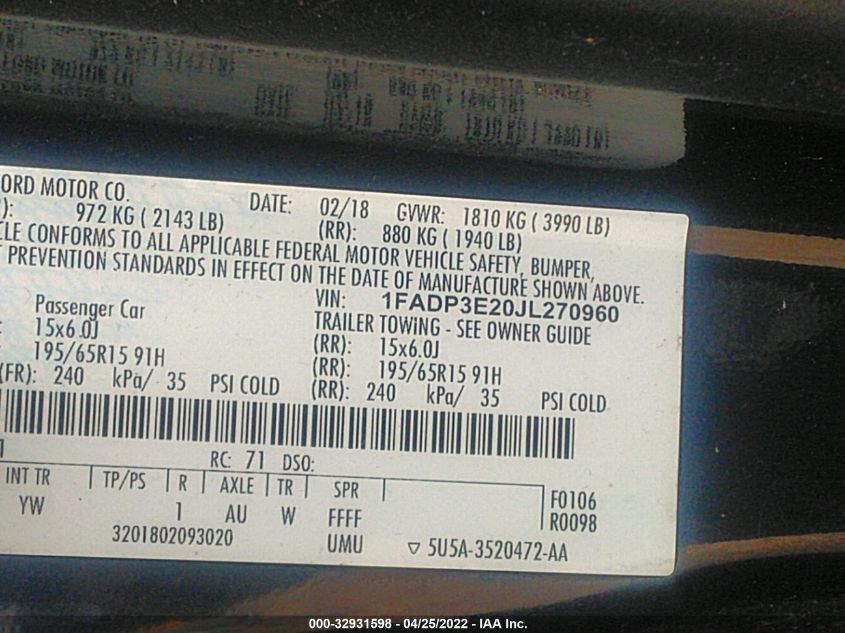 ORD MOTOR CO. DATE: 02/18 GVWR: 1810 KG ( 3990 LB)
): 972 KG ( 2143 LB) (RR): 880 KG ( 1940 LB)
CLE CONFORMS TO ALL APPLICABLE FEDERAL MOTOR VEHICLE SAFETY, BUMPER,
T PREVENTION STANDARDS IN EFFECT ON THE DATE OF MANUFACTURE SHOWN ABOVE.
VIN: 1FADP3E20JL270960
Passenger Car TRAILER TOWING - SEE OWNER GUIDE
: 15x6.0J (RR): 15x6.0J
: 195/65R15 91H (RR): 195/65R15 91H
(FR): 240 kPa/ 35 PSI COLD (RR): 240 kPa/ 35 PSI COLD
RC: 71 DSO:
INT TR TP/PS R AXLE TR SPR F0106
YW 1 AU W FFFF R0098
3201802093020 UMU ▽ 5U5A-3520472-AA
000-32931598 - 04/25/2022 - IAA Inc.